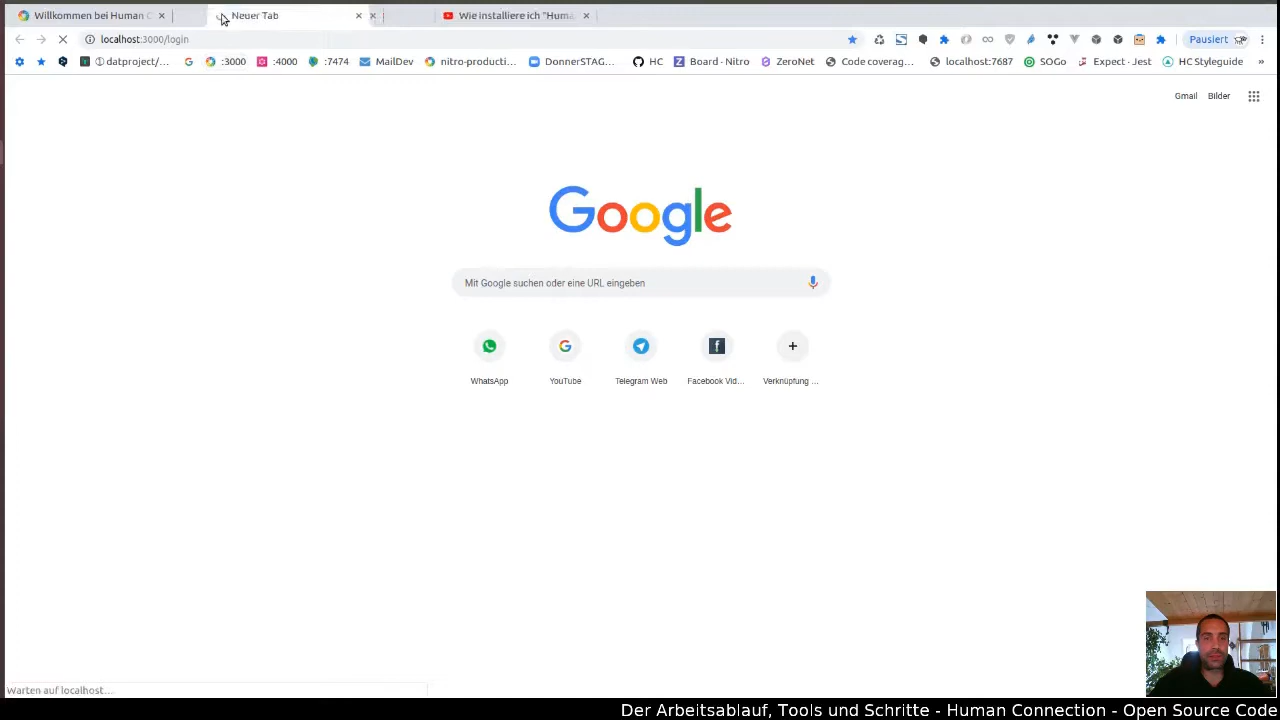 Willkommen bei Human C
Neuer Tab
Wie installiere ich "Huma
localhost:3000/login
Pausiert
datproject/...
:3000
:4000
:7474
MailDev
nitro-producti...
DonnerSTAG...
HC
Board · Nitro
ZeroNet
Code coverag...
localhost:7687
SOGo
Expect · Jest
HC Styleguide
»
Gmail
Bilder
Google
Mit Google suchen oder eine URL eingeben
WhatsApp
YouTube
Telegram Web
Facebook Vid...
Verknüpfung ...
Warten auf localhost...
Der Arbeitsablauf, Tools und Schritte - Human Connection - Open Source Code